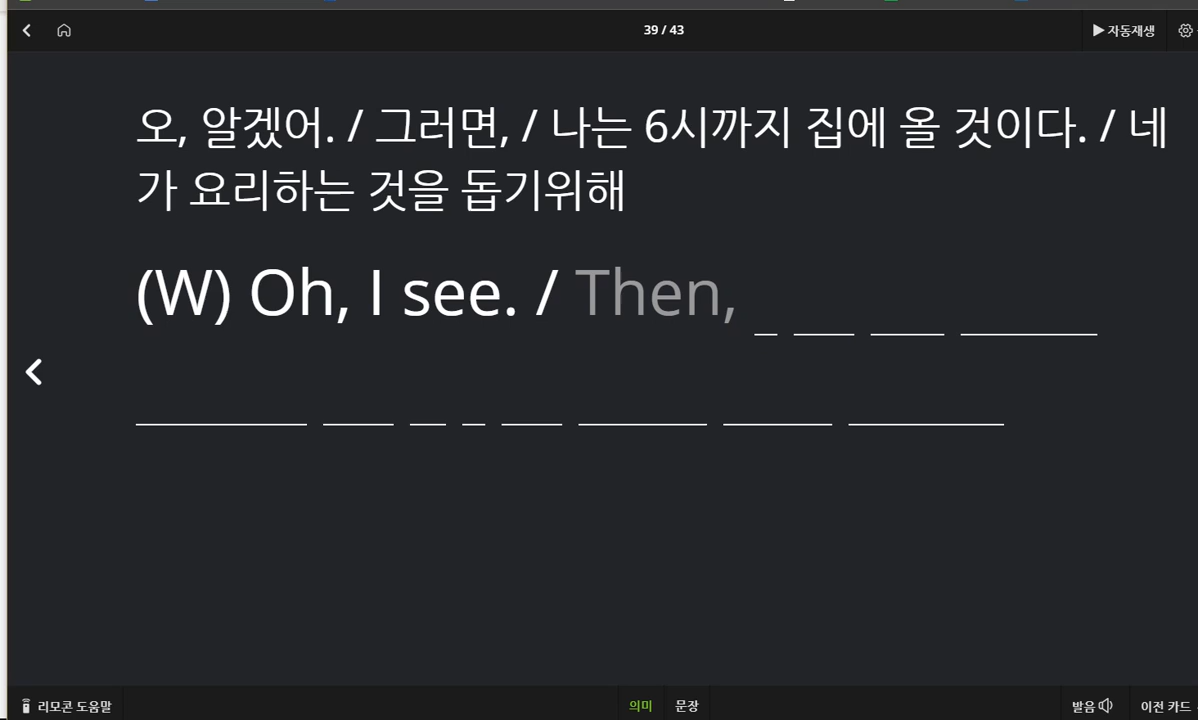 39 / 43
▶ 자동재생
오, 알겠어. / 그러면, / 나는 6시까지 집에 올 것이다. / 네
가 요리하는 것을 돕기위해
(W) Oh, I see. / Then,
리모콘 도움말
의미
문장
발음
이전 카드